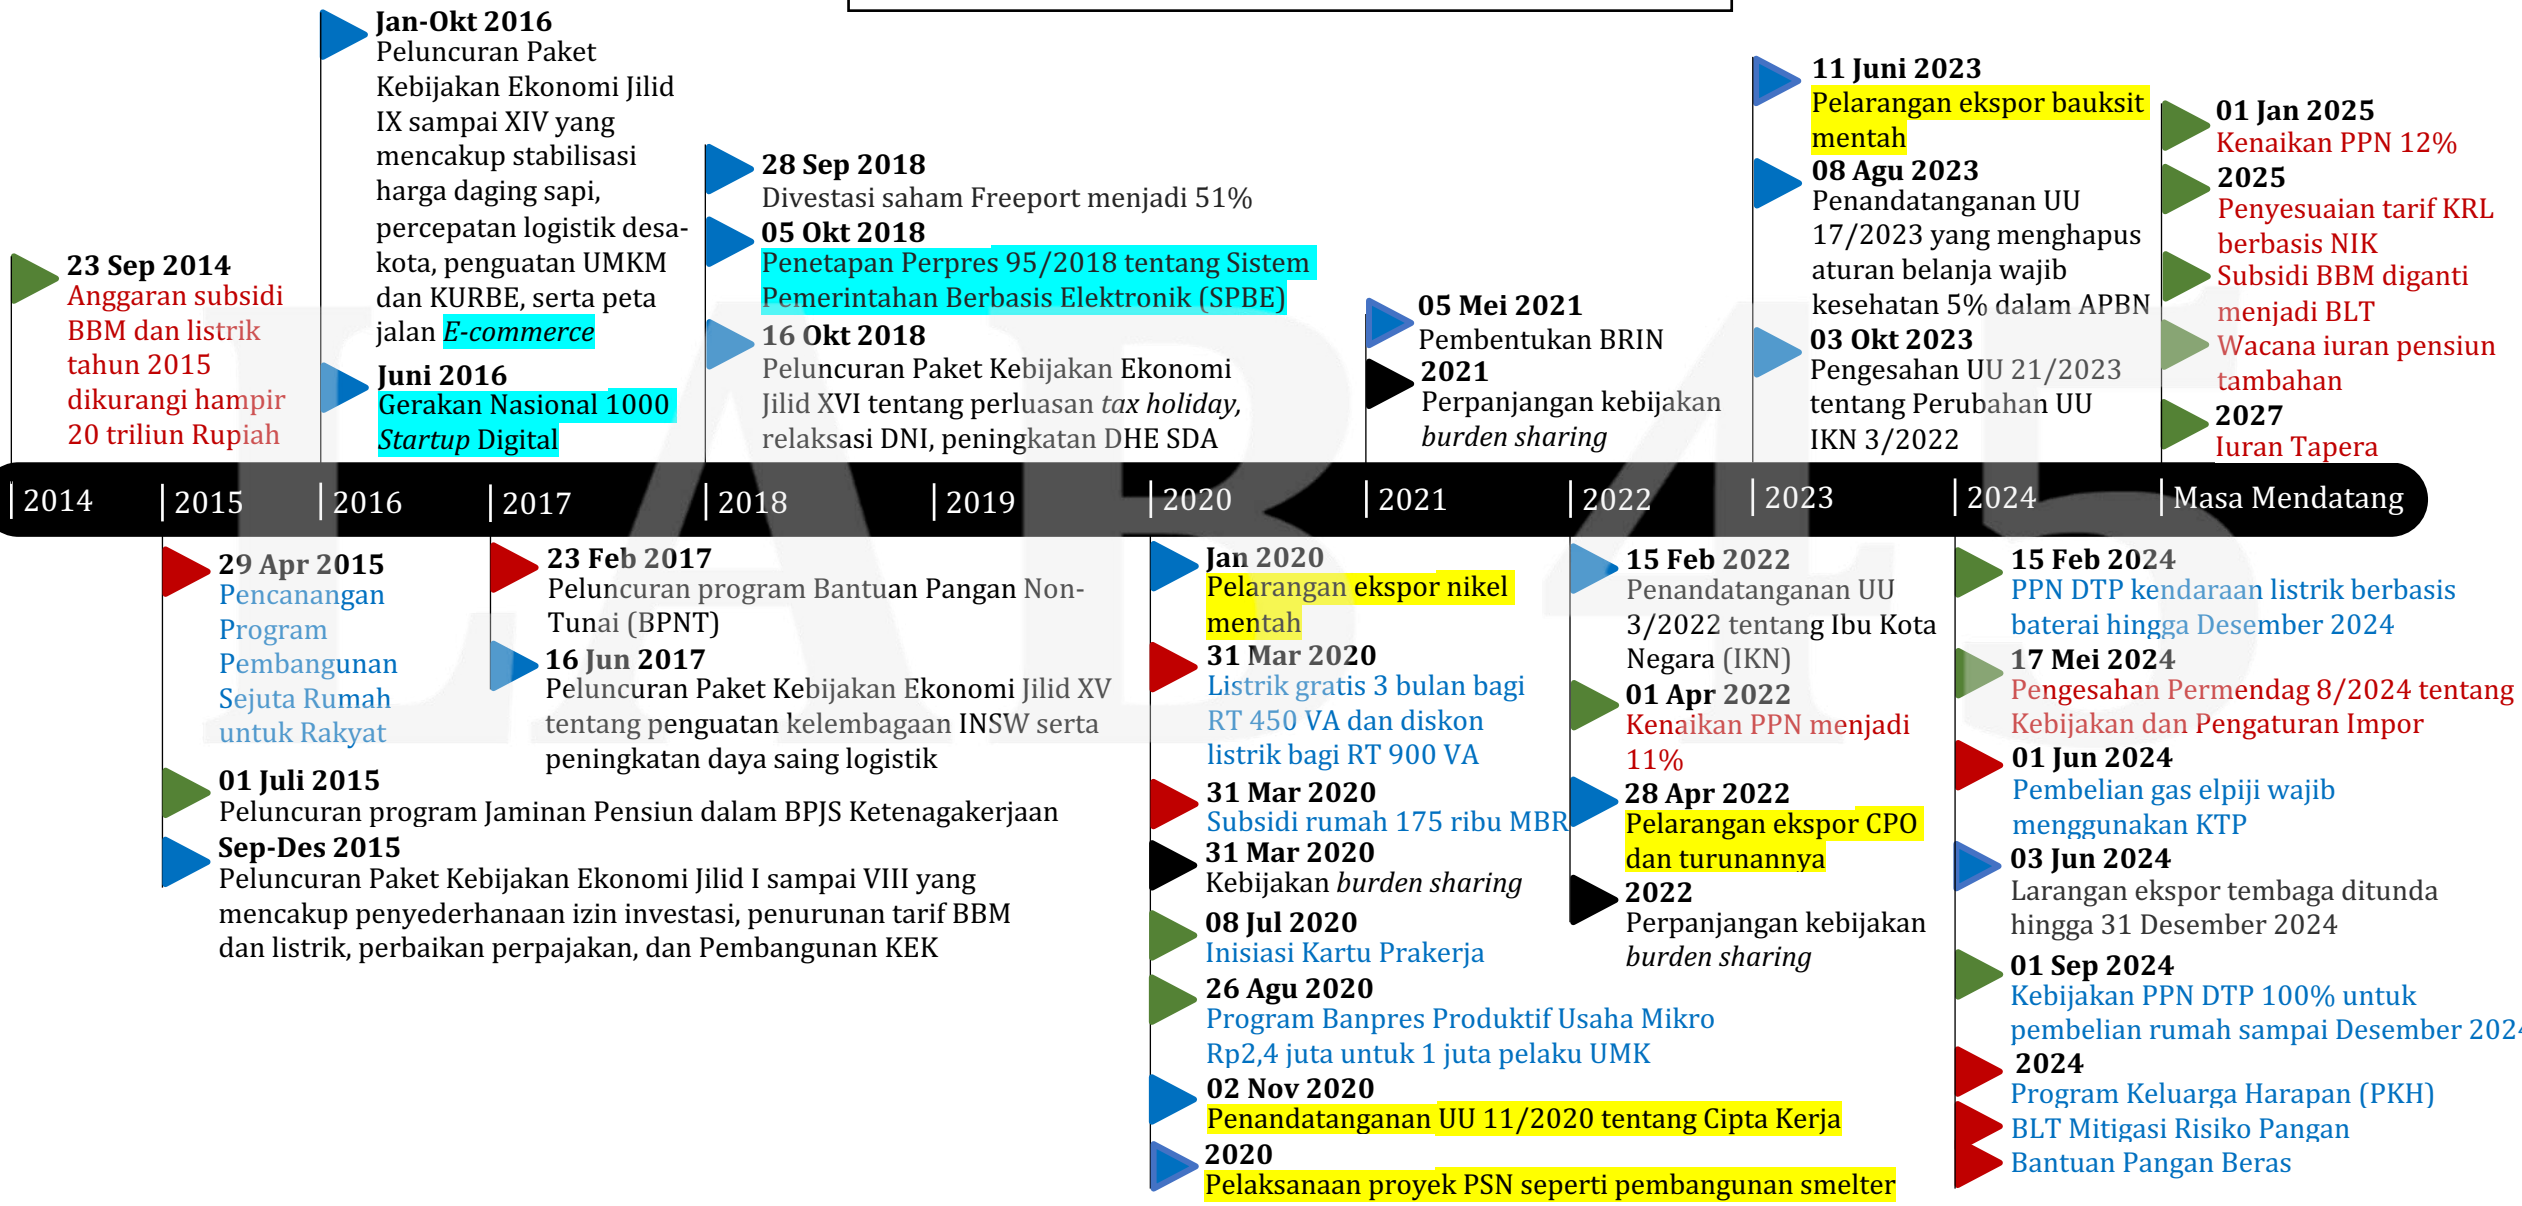 Jan-Okt 2016
Peluncuran Paket
Kebijakan Ekonomi Jilid
IX sampai XIV yang
mencakup stabilisasi
harga daging sapi,
percepatan logistik desa-
kota, penguatan UMKM
dan KURBE, serta peta
jalan E-commerce
Juni 2016
Gerakan Nasional 1000
Startup Digital
23 Sep 2014
Anggaran subsidi
BBM dan listrik
tahun 2015
dikurangi hampir
20 triliun Rupiah
28 Sep 2018
Divestasi saham Freeport menjadi 51%
05 Okt 2018
Penetapan Perpres 95/2018 tentang Sistem
Pemerintahan Berbasis Elektronik (SPBE)
16 Okt 2018
Peluncuran Paket Kebijakan Ekonomi
Jilid XVI tentang perluasan tax holiday,
relaksasi DNI, peningkatan DHE SDA
05 Mei 2021
Pembentukan BRIN
2021
Perpanjangan kebijakan
burden sharing
11 Juni 2023
Pelarangan ekspor bauksit
mentah
08 Agu 2023
Penandatanganan UU
17/2023 yang menghapus
aturan belanja wajib
kesehatan 5% dalam APBN
03 Okt 2023
Pengesahan UU 21/2023
tentang Perubahan UU
IKN 3/2022
01 Jan 2025
Kenaikan PPN 12%
2025
Penyesuaian tarif KRL
berbasis NIK
Subsidi BBM diganti
menjadi BLT
Wacana iuran pensiun
tambahan
2027
Iuran Tapera
2014 2015 2016 2017 2018 2019 2020 2021 2022 2023 2024 Masa Mendatang
29 Apr 2015
Pencanangan
Program
Pembangunan
Sejuta Rumah
untuk Rakyat
01 Juli 2015
Peluncuran program Jaminan Pensiun dalam BPJS Ketenagakerjaan
Sep-Des 2015
Peluncuran Paket Kebijakan Ekonomi Jilid I sampai VIII yang
mencakup penyederhanaan izin investasi, penurunan tarif BBM
dan listrik, perbaikan perpajakan, dan Pembangunan KEK
23 Feb 2017
Peluncuran program Bantuan Pangan Non-
Tunai (BPNT)
16 Jun 2017
Peluncuran Paket Kebijakan Ekonomi Jilid XV
tentang penguatan kelembagaan INSW serta
peningkatan daya saing logistik
Jan 2020
Pelarangan ekspor nikel
mentah
31 Mar 2020
Listrik gratis 3 bulan bagi
RT 450 VA dan diskon
listrik bagi RT 900 VA
31 Mar 2020
Subsidi rumah 175 ribu MBR
31 Mar 2020
Kebijakan burden sharing
08 Jul 2020
Inisiasi Kartu Prakerja
26 Agu 2020
Program Banpres Produktif Usaha Mikro
Rp2,4 juta untuk 1 juta pelaku UMK
02 Nov 2020
Penandatanganan UU 11/2020 tentang Cipta Kerja
2020
Pelaksanaan proyek PSN seperti pembangunan smelter
15 Feb 2022
Penandatanganan UU
3/2022 tentang Ibu Kota
Negara (IKN)
01 Apr 2022
Kenaikan PPN menjadi
11%
28 Apr 2022
Pelarangan ekspor CPO
dan turunannya
2022
Perpanjangan kebijakan
burden sharing
15 Feb 2024
PPN DTP kendaraan listrik berbasis
baterai hingga Desember 2024
17 Mei 2024
Pengesahan Permendag 8/2024 tentang
Kebijakan dan Pengaturan Impor
01 Jun 2024
Pembelian gas elpiji wajib
menggunakan KTP
03 Jun 2024
Larangan ekspor tembaga ditunda
hingga 31 Desember 2024
01 Sep 2024
Kebijakan PPN DTP 100% untuk
pembelian rumah sampai Desember 2024
2024
Program Keluarga Harapan (PKH)
BLT Mitigasi Risiko Pangan
Bantuan Pangan Beras
LAB 45